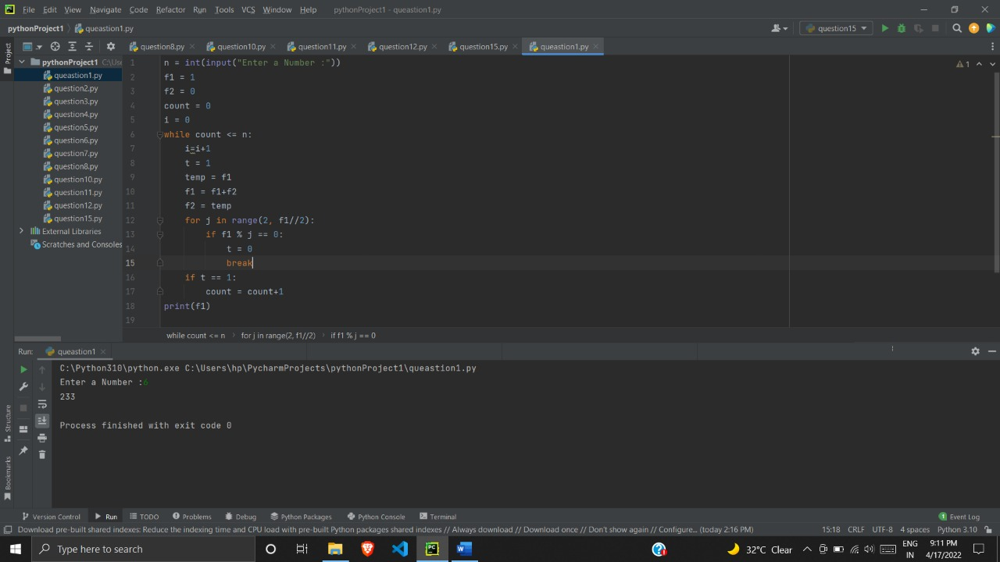 File Edit View Navigate Code Refactor Run Tools VCS Window Help pythonProject1 - queastion1.py
pythonProject1 queastion1.py question15
Project question8.py question10.py question11.py question12.py question15.py queastion1.py
pythonProject1 C:\Use
queastion1.py
question2.py
question3.py
question4.py
question5.py
question6.py
question7.py
question8.py
question10.py
question11.py
question12.py
question15.py
External Libraries
Scratches and Consoles
1 n = int(input("Enter a Number :"))
2 f1 = 1
3 f2 = 0
4 count = 0
5 i = 0
6 while count <= n:
7 i=i+1
8 t = 1
9 temp = f1
10 f1 = f1+f2
11 f2 = temp
12 for j in range(2, f1//2):
13 if f1 % j == 0:
14 t = 0
15 break
16 if t == 1:
17 count = count+1
18 print(f1)
19
1
while count <= n for j in range(2, f1//2) if f1 % j == 0
Run: queastion1
C:\Python310\python.exe C:\Users\hp\PycharmProjects\pythonProject1\queastion1.py
Enter a Number :6
233
Process finished with exit code 0
Structure
Bookmarks
Version Control Run TODO Problems Debug Python Packages Python Console Terminal 1 Event Log
Download pre-built shared indexes: Reduce the indexing time and CPU load with pre-built Python packages shared indexes // Always download // Download once // Don't show again // Configure... (today 2:16 PM) 15:18 CRLF UTF-8 4 spaces Python 3.10
Type here to search 32°C Clear ENG IN 9:11 PM 4/17/2022